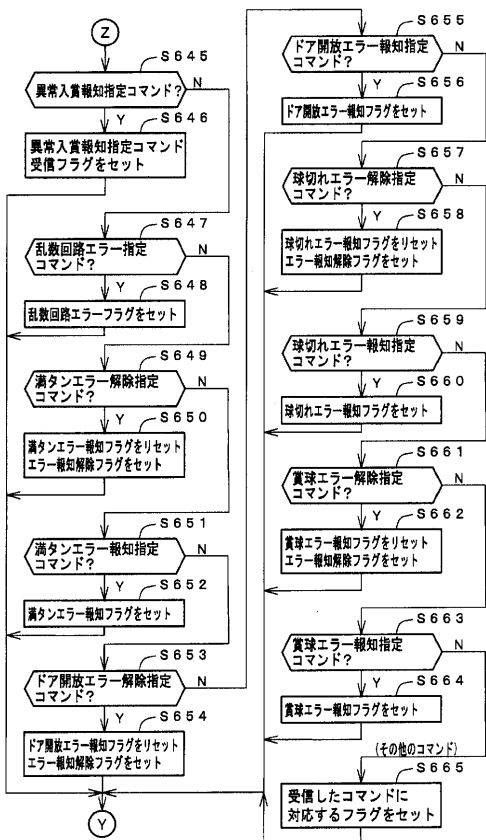 Z
S645
異常入賞報知指定コマンド?
N
Y
S646
異常入賞報知指定コマンド
受信フラグをセット
S647
乱数回路エラー指定
コマンド?
N
Y
S648
乱数回路エラーフラグをセット
S649
満タンエラー解除指定
コマンド?
N
Y
S650
満タンエラー報知フラグをリセット
エラー報知解除フラグをセット
S651
満タンエラー報知指定
コマンド?
N
Y
S652
満タンエラー報知フラグをセット
S653
ドア開放エラー解除指定
コマンド?
N
Y
S654
ドア開放エラー報知フラグをリセット
エラー報知解除フラグをセット
Y
S655
ドア開放エラー報知指定
コマンド?
N
Y
S656
ドア開放エラー報知フラグをセット
S657
球切れエラー解除指定
コマンド?
N
Y
S658
球切れエラー報知フラグをリセット
エラー報知解除フラグをセット
S659
球切れエラー報知指定
コマンド?
N
Y
S660
球切れエラー報知フラグをセット
S661
賞球エラー解除指定
コマンド?
N
Y
S662
賞球エラー報知フラグをリセット
エラー報知解除フラグをセット
S663
賞球エラー報知指定
コマンド?
N
Y
S664
賞球エラー報知フラグをセット
(その他のコマンド)
S665
受信したコマンドに
対応するフラグをセット